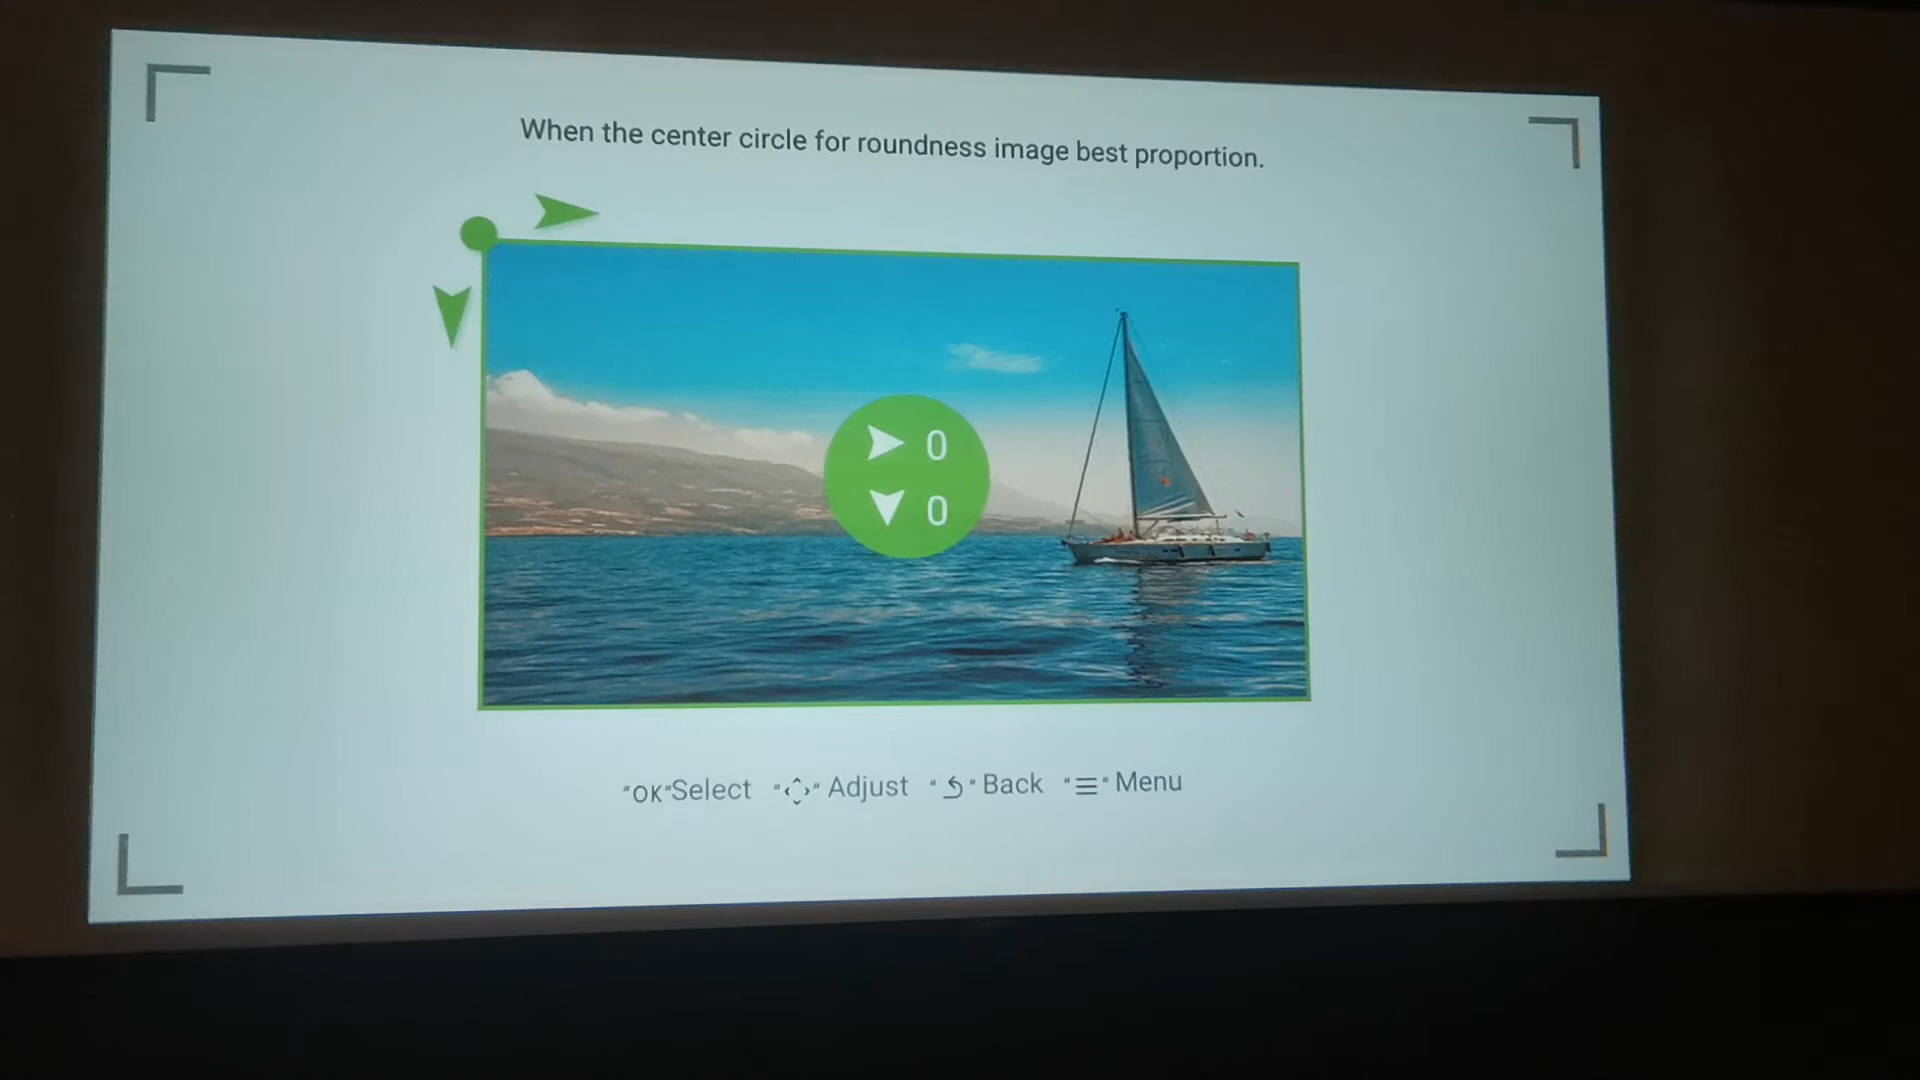 When the center circle for roundness image best proportion.
0
0
"OK"Select " " Adjust " " Back " " Menu